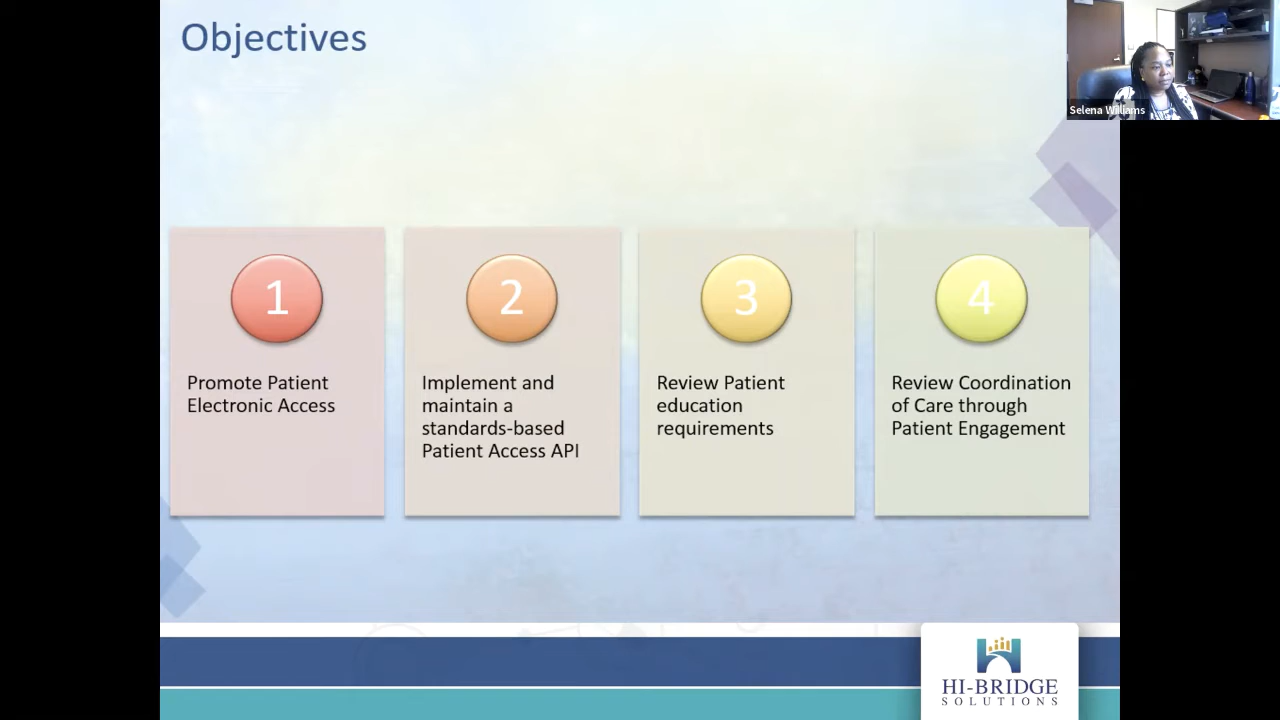 Objectives
Selena Williams
1
Promote Patient
Electronic Access
2
Implement and
maintain a
standards-based
Patient Access API
3
Review Patient
education
requirements
4
Review Coordination
of Care through
Patient Engagement
HI-BRIDGE
SOLUTIONS